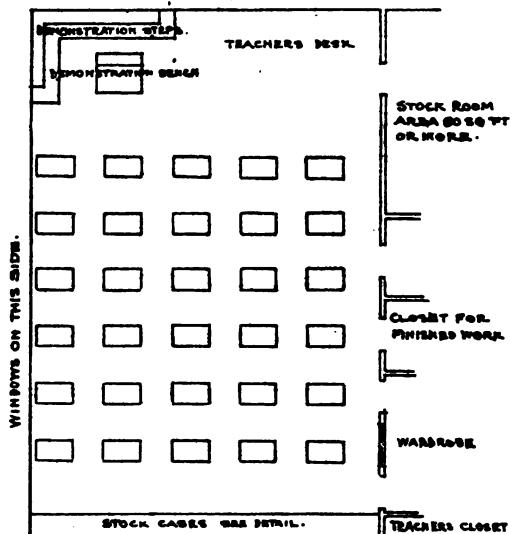 DEMONSTRATION STEPS.
TEACHERS DESK
DEMONSTRATION BENCH
STOCK ROOM
AREA 80 SQ FT
OR MORE.
WINDOWS ON THIS SIDE.
CLOSET FOR
FINISHED WORK
WARDROBE
STOCK CASES SEE DETAIL.
TEACHERS CLOSET